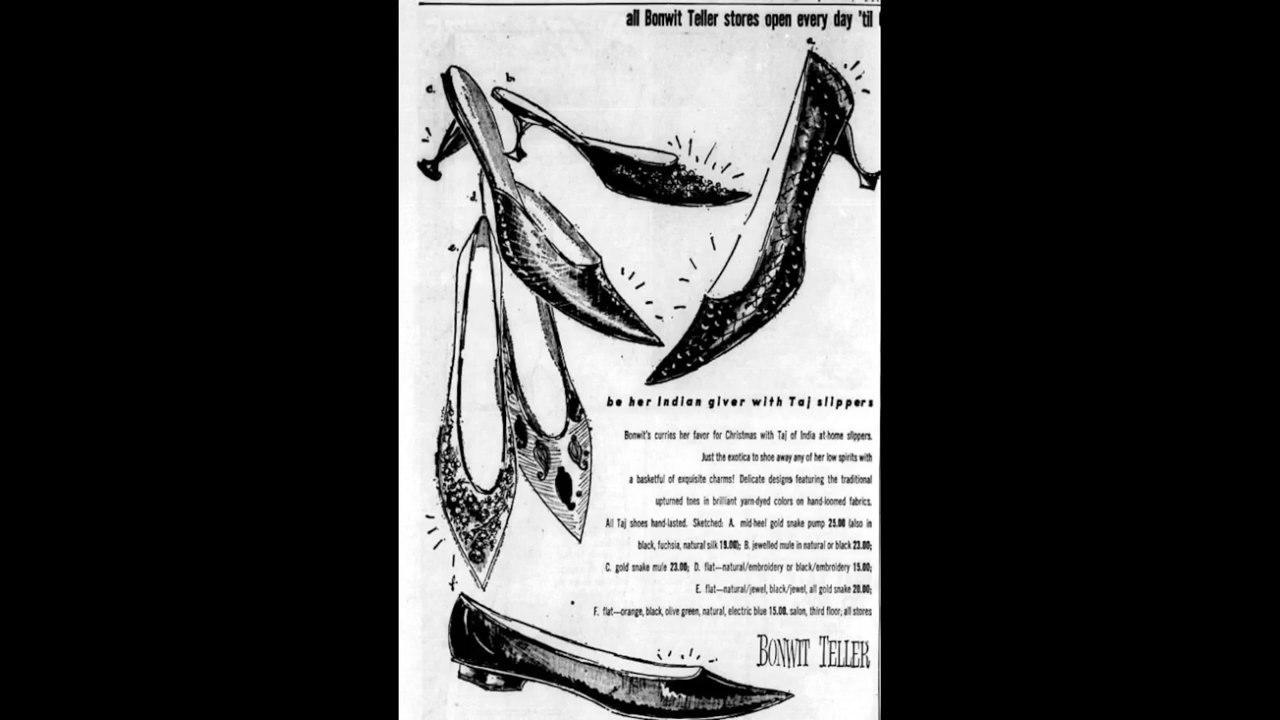 all Bonwit Teller stores open every day 'til
a.
b.
c.
d.
e.
f.
be her Indian giver with Taj slippers
Bonwit's curries her favor for Christmas with Taj of India at-home slippers.
Just the exotica to shoe away any of her low spirits with
a basketful of exquisite charms! Delicate designs featuring the traditional
upturned toes in brilliant yarn-dyed colors on hand-loomed fabrics.
All Taj shoes hand-lasted. Sketched: A. mid-heel gold snake pump 25.00 (also in
black, fuchsia, natural silk 19.00); B. jewelled mule in natural or black 23.00;
C. gold snake mule 23.00; D. flat—natural/embroidery or black/embroidery 15.00;
E. flat—natural/jewel, black/jewel, all gold snake 20.00;
F. flat—orange, black, olive green, natural, electric blue 15.00. salon, third floor; all stores
BONWIT TELLER